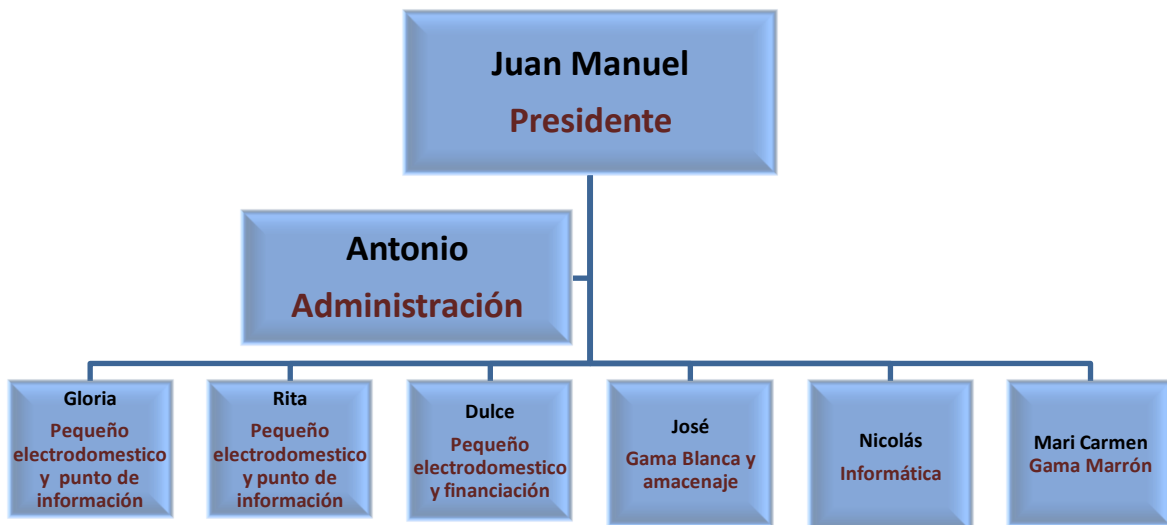 Juan Manuel
Presidente
Antonio
Administración
Gloria
Pequeño
electrodomestico
y punto de
información
Rita
Pequeño
electrodomestico
y punto de
información
Dulce
Pequeño
electrodomestico
y financiación
José
Gama Blanca y
amacenaje
Nicolás
Informática
Mari Carmen
Gama Marrón